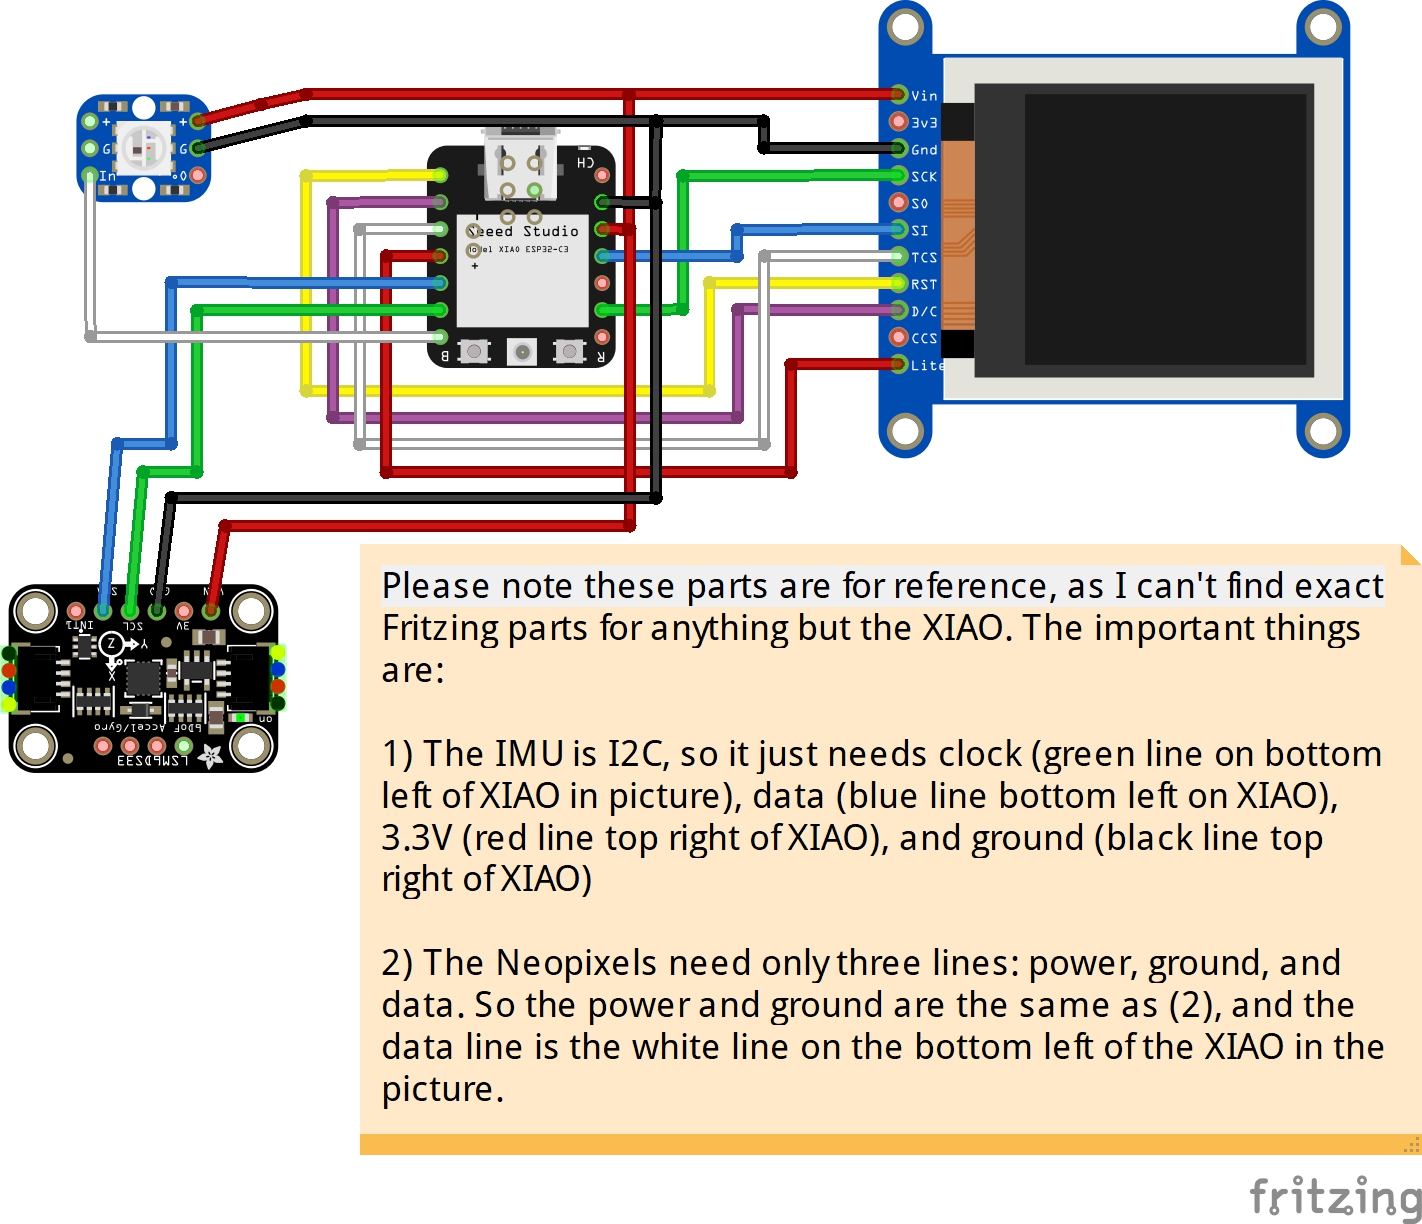 Vin
3v3
Gnd
SCK
SO
SI
TCS
RST
D/C
CCS
Lite
+
+
G
G
In
CH
Seeed Studio
Model XIAO ESP32-C3
+
B
R
INT1
SCL
3V
Z
Y
X
6DoF Accel/Gyro
on
LSM6DS33
Please note these parts are for reference, as I can't find exact
Fritzing parts for anything but the XIAO. The important things
are:
1) The IMU is I2C, so it just needs clock (green line on bottom
left of XIAO in picture), data (blue line bottom left on XIAO),
3.3V (red line top right of XIAO), and ground (black line top
right of XIAO)
2) The Neopixels need only three lines: power, ground, and
data. So the power and ground are the same as (2), and the
data line is the white line on the bottom left of the XIAO in the
picture.
fritzing